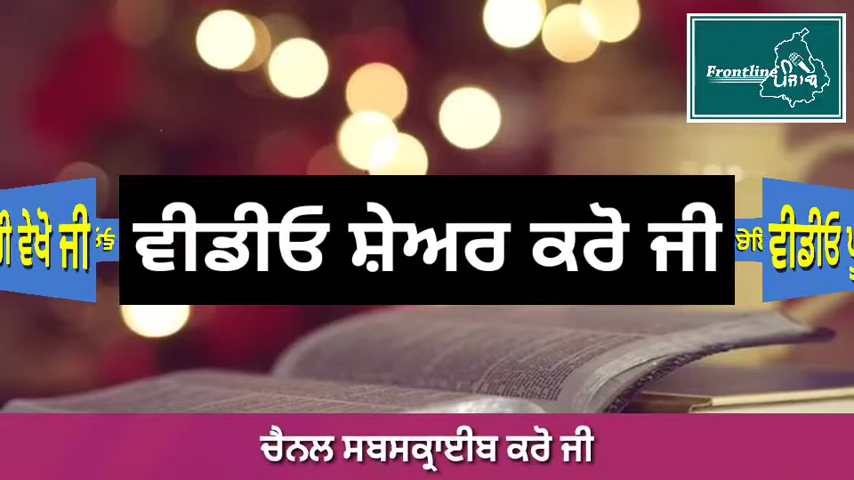 Frontline
ਪੰਜਾਬ
ਵੇਖੋ ਜੀ
ਵੀਡੀਓ ਸ਼ੇਅਰ ਕਰੋ ਜੀ
ਵੀਡੀਓ
ਚੈਨਲ ਸਬਸਕ੍ਰਾਈਬ ਕਰੋ ਜੀ